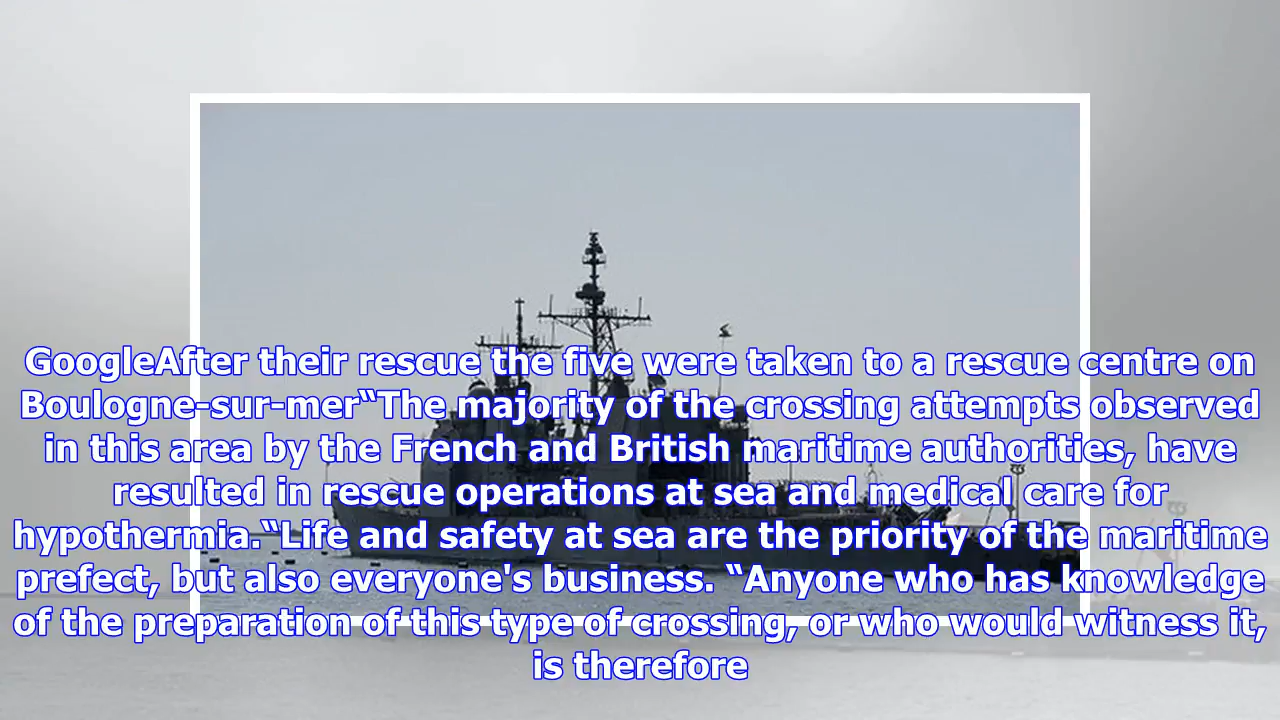 GoogleAfter their rescue the five were taken to a rescue centre on
Boulogne-sur-mer“The majority of the crossing attempts observed
in this area by the French and British maritime authorities, have
resulted in rescue operations at sea and medical care for
hypothermia.“Life and safety at sea are the priority of the maritime
prefect, but also everyone's business. “Anyone who has knowledge
of the preparation of this type of crossing, or who would witness it,
is therefore